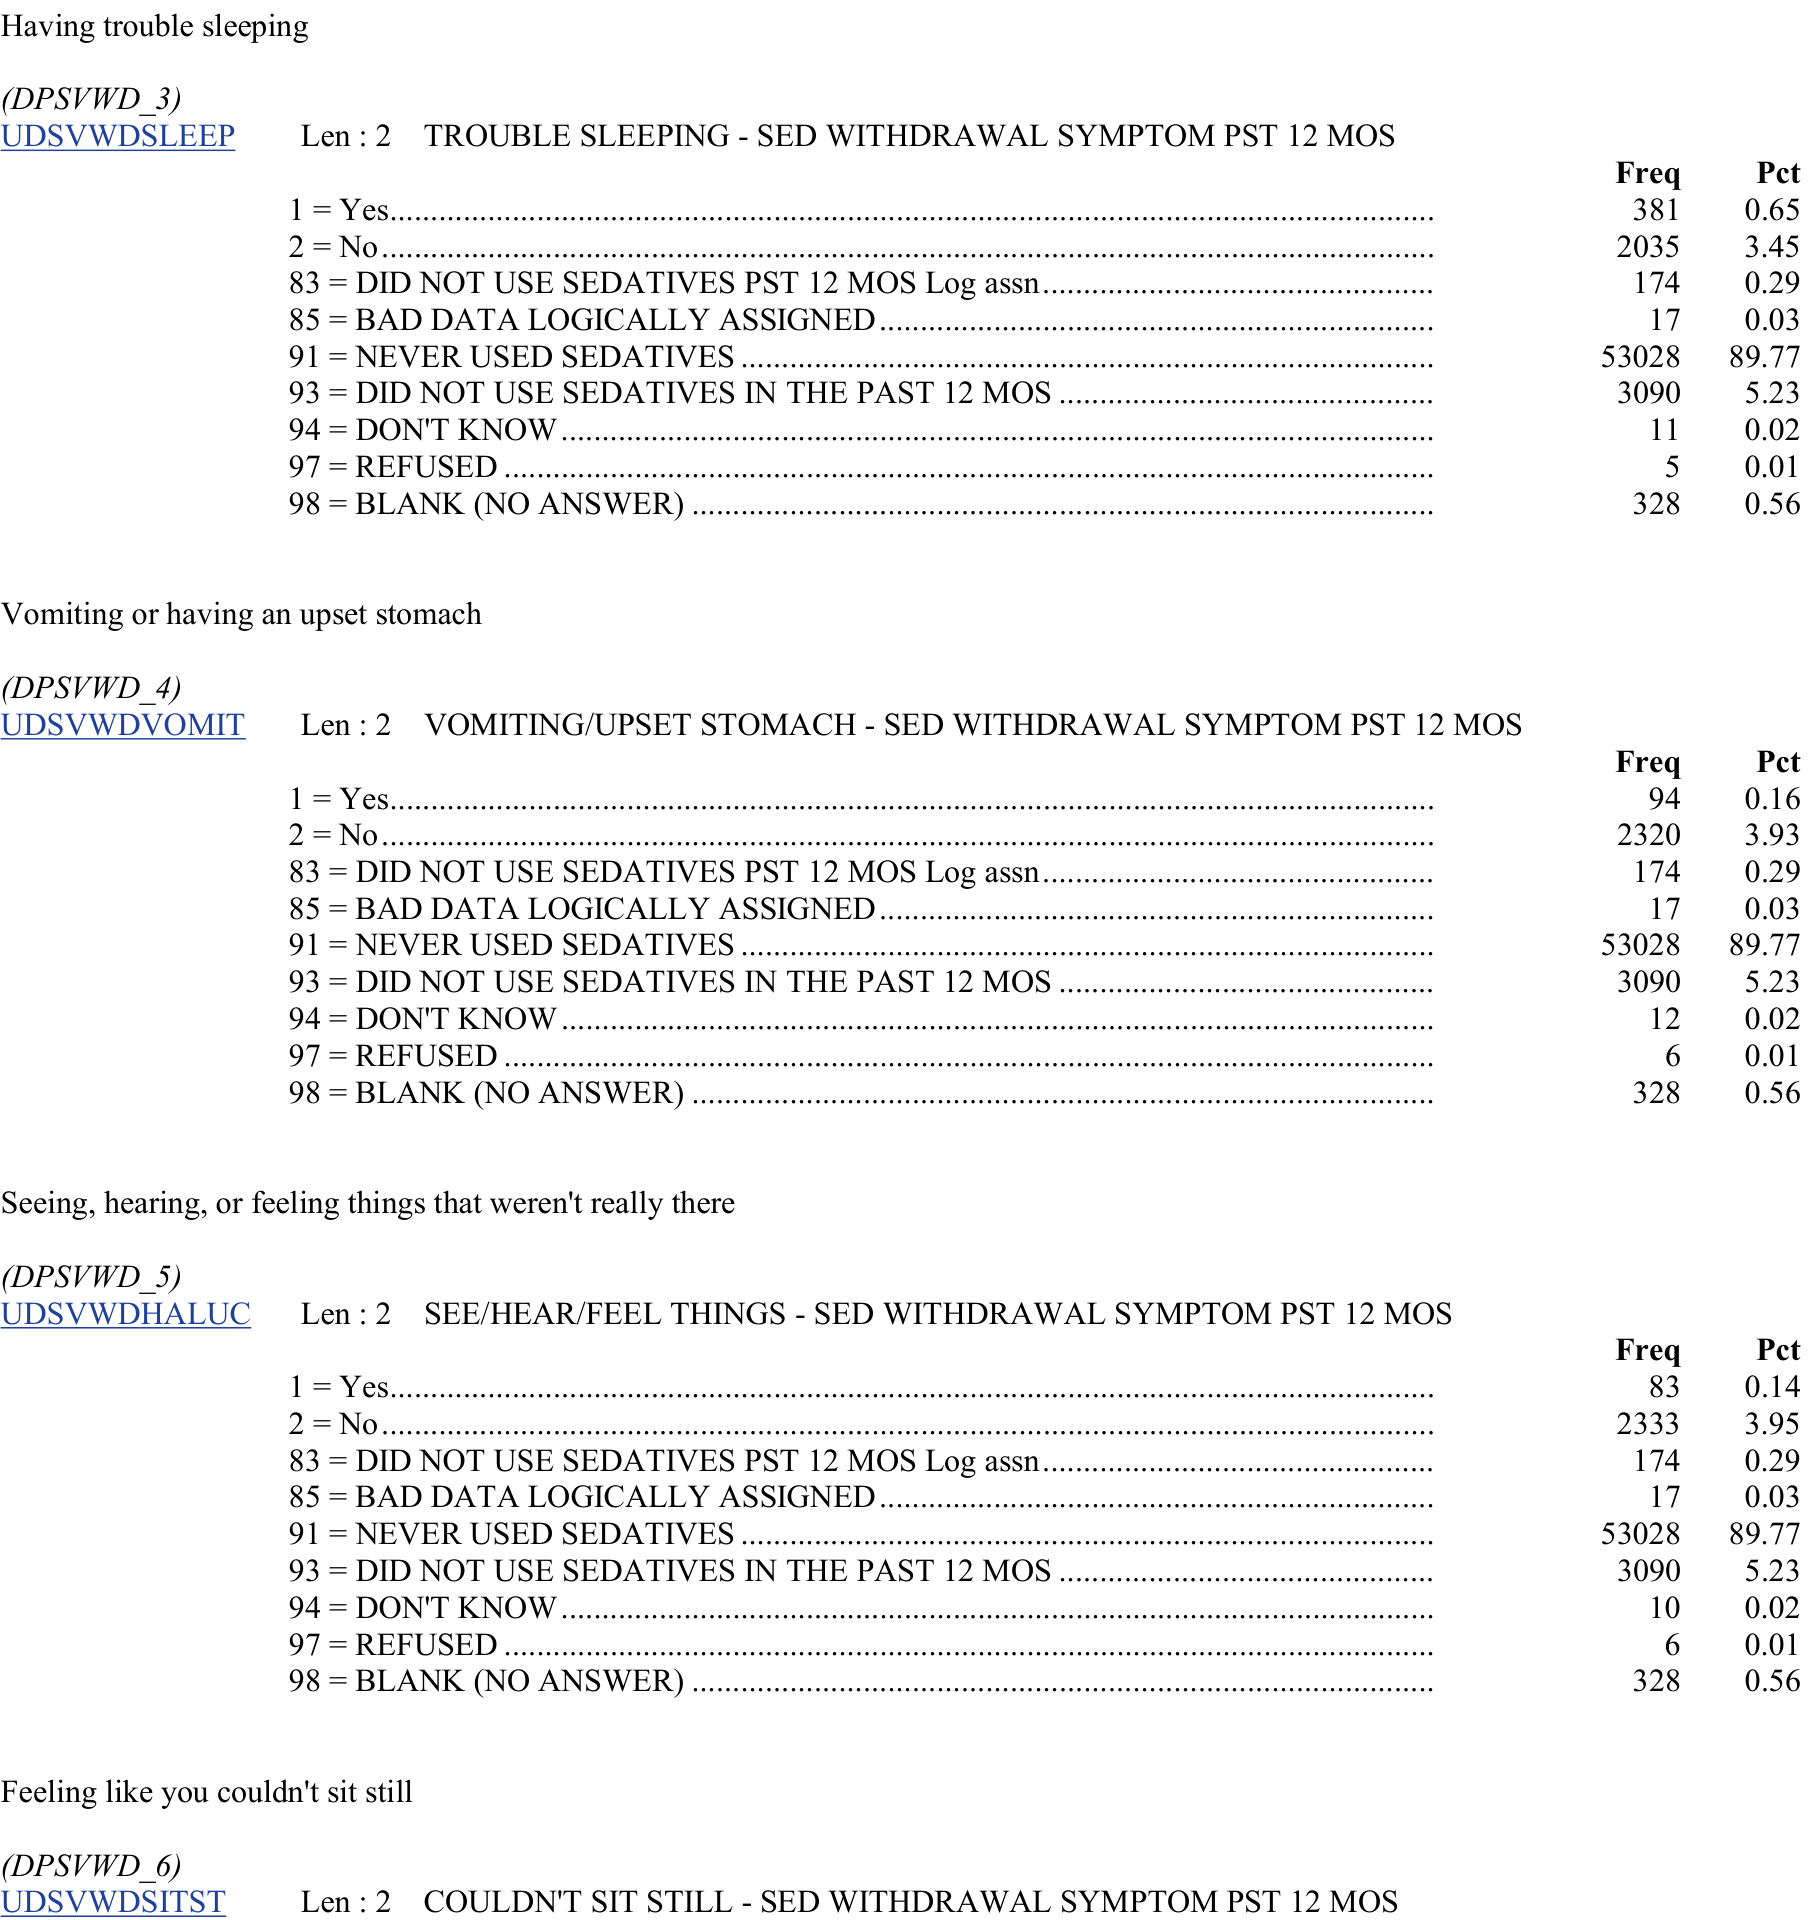 Having trouble sleeping
(DPSVWD_3)
UDSVWDSLEEP Len : 2 TROUBLE SLEEPING - SED WITHDRAWAL SYMPTOM PST 12 MOS
Freq Pct
1 = Yes.......... 381 0.65
2 = No.......... 2035 3.45
83 = DID NOT USE SEDATIVES PST 12 MOS Log assn.......... 174 0.29
85 = BAD DATA LOGICALLY ASSIGNED.......... 17 0.03
91 = NEVER USED SEDATIVES .......... 53028 89.77
93 = DID NOT USE SEDATIVES IN THE PAST 12 MOS .......... 3090 5.23
94 = DON'T KNOW.......... 11 0.02
97 = REFUSED .......... 5 0.01
98 = BLANK (NO ANSWER) .......... 328 0.56
Vomiting or having an upset stomach
(DPSVWD_4)
UDSVWDVOMIT Len : 2 VOMITING/UPSET STOMACH - SED WITHDRAWAL SYMPTOM PST 12 MOS
Freq Pct
1 = Yes.......... 94 0.16
2 = No.......... 2320 3.93
83 = DID NOT USE SEDATIVES PST 12 MOS Log assn.......... 174 0.29
85 = BAD DATA LOGICALLY ASSIGNED.......... 17 0.03
91 = NEVER USED SEDATIVES .......... 53028 89.77
93 = DID NOT USE SEDATIVES IN THE PAST 12 MOS .......... 3090 5.23
94 = DON'T KNOW.......... 12 0.02
97 = REFUSED .......... 6 0.01
98 = BLANK (NO ANSWER) .......... 328 0.56
Seeing, hearing, or feeling things that weren't really there
(DPSVWD_5)
UDSVWDHALUC Len : 2 SEE/HEAR/FEEL THINGS - SED WITHDRAWAL SYMPTOM PST 12 MOS
Freq Pct
1 = Yes.......... 83 0.14
2 = No.......... 2333 3.95
83 = DID NOT USE SEDATIVES PST 12 MOS Log assn.......... 174 0.29
85 = BAD DATA LOGICALLY ASSIGNED.......... 17 0.03
91 = NEVER USED SEDATIVES .......... 53028 89.77
93 = DID NOT USE SEDATIVES IN THE PAST 12 MOS .......... 3090 5.23
94 = DON'T KNOW.......... 10 0.02
97 = REFUSED .......... 6 0.01
98 = BLANK (NO ANSWER) .......... 328 0.56
Feeling like you couldn't sit still
(DPSVWD_6)
UDSVWDSITST Len : 2 COULDN'T SIT STILL - SED WITHDRAWAL SYMPTOM PST 12 MOS